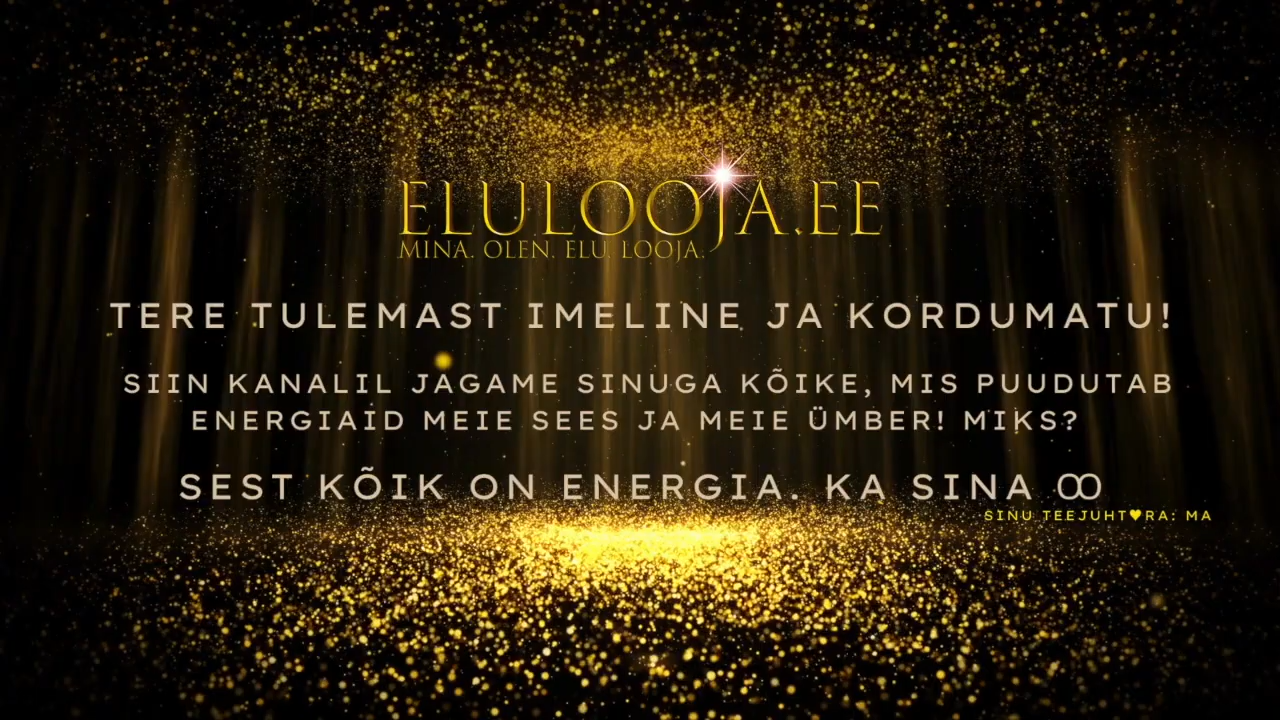 ELULOOJA.EE
MINA. OLEN. ELU. LOOJA.
TERE TULEMAST IMELINE JA KORDUMATU!
SIIN KANALIL JAGAME SINUGA KÕIKE, MIS PUUDUTAB
ENERGIAID MEIE SEES JA MEIE ÜMBER! MIKS?
SEST KÕIK ON ENERGIA. KA SINA ꝏ
SINU TEEJUHT♥RA: MA